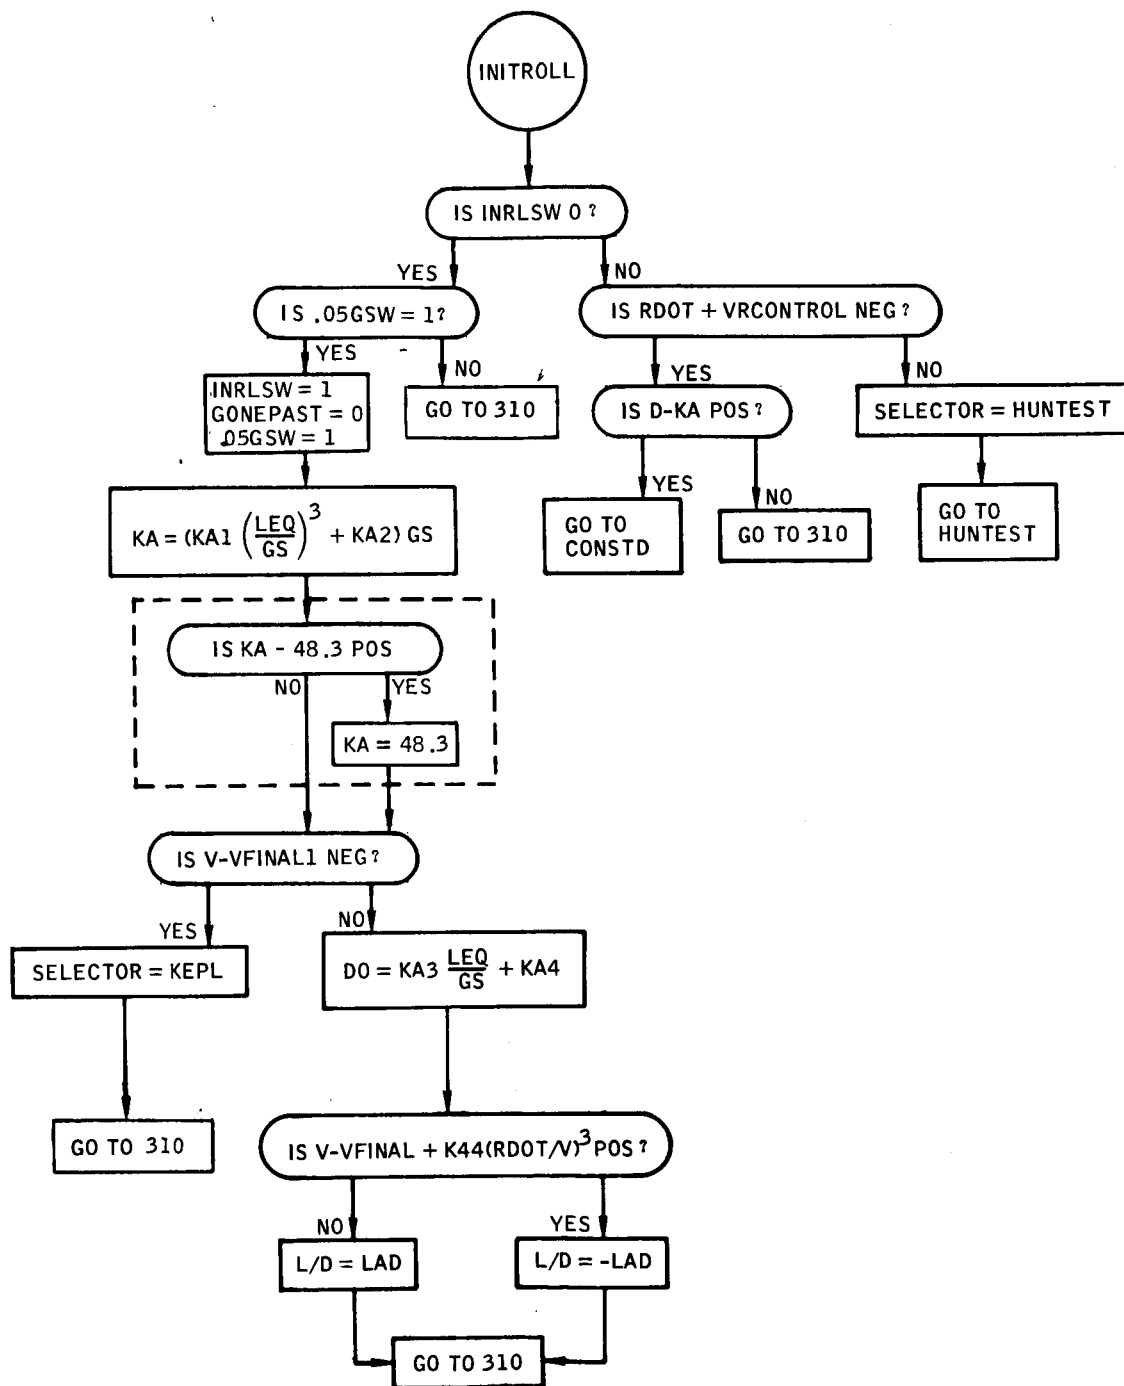 INITROLL
IS INRLSW 0?
YES
NO
IS .05GSW = 1?
IS RDOT + VRCONTROL NEG?
YES
NO
YES
NO
INRLSW = 1
GONEPAST = 0
.05GSW = 1
GO TO 310
IS D-KA POS?
SELECTOR = HUNTEST
YES
NO
KA = (KA1 (LEQ/GS)^3 + KA2) GS
GO TO
CONSTD
GO TO 310
GO TO
HUNTEST
IS KA - 48.3 POS
NO
YES
KA = 48.3
IS V-VFINAL1 NEG?
YES
NO
SELECTOR = KEPL
DO = KA3 LEQ/GS + KA4
GO TO 310
IS V-VFINAL + K44(RDOT/V)^3 POS?
NO
YES
L/D = LAD
L/D = -LAD
GO TO 310